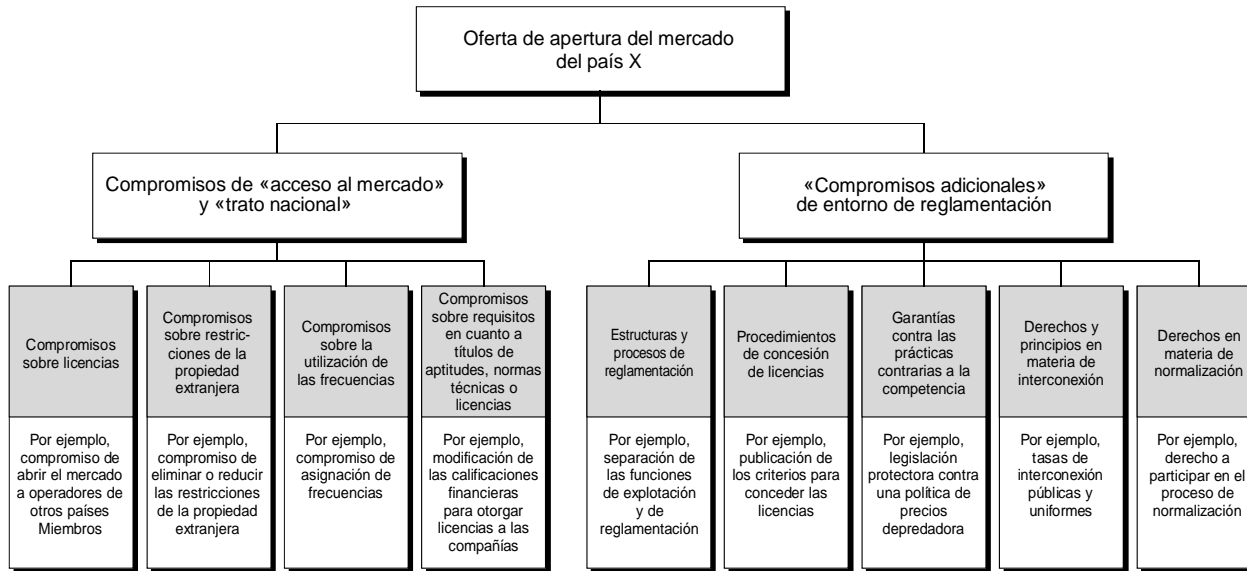 Oferta de apertura del mercado
del país X
Compromisos de «acceso al mercado»
y «trato nacional»
«Compromisos adicionales»
de entorno de reglamentación
Compromisos
sobre licencias
Compromisos
sobre restric-
ciones de la
propiedad
extranjera
Compromisos
sobre la
utilización de
las frecuencias
Compromisos
sobre requisitos
en cuanto a
títulos de
aptitudes, normas
técnicas o
licencias
Estructuras y
procesos de
reglamentación
Procedimientos
de concesión
de licencias
Garantías
contra las
prácticas
contrarias a la
competencia
Derechos y
principios en
materia de
interconexión
Derechos en
materia de
normalización
Por ejemplo,
compromiso de
abrir el mercado
a operadores de
otros países
Miembros
Por ejemplo,
compromiso de
eliminar o reducir
las restricciones
de la propiedad
extranjera
Por ejemplo,
compromiso de
asignación de
frecuencias
Por ejemplo,
modificación de
las calificaciones
financieras
para otorgar
licencias a las
compañías
Por ejemplo,
separación de
las funciones
de explotación
y de
reglamentación
Por ejemplo,
publicación de
los criterios para
conceder las
licencias
Por ejemplo,
legislación
protectora contra
una política de
precios
depredadora
Por ejemplo,
tasas de
interconexión
públicas y
uniformes
Por ejemplo,
derecho a
participar en el
proceso de
normalización